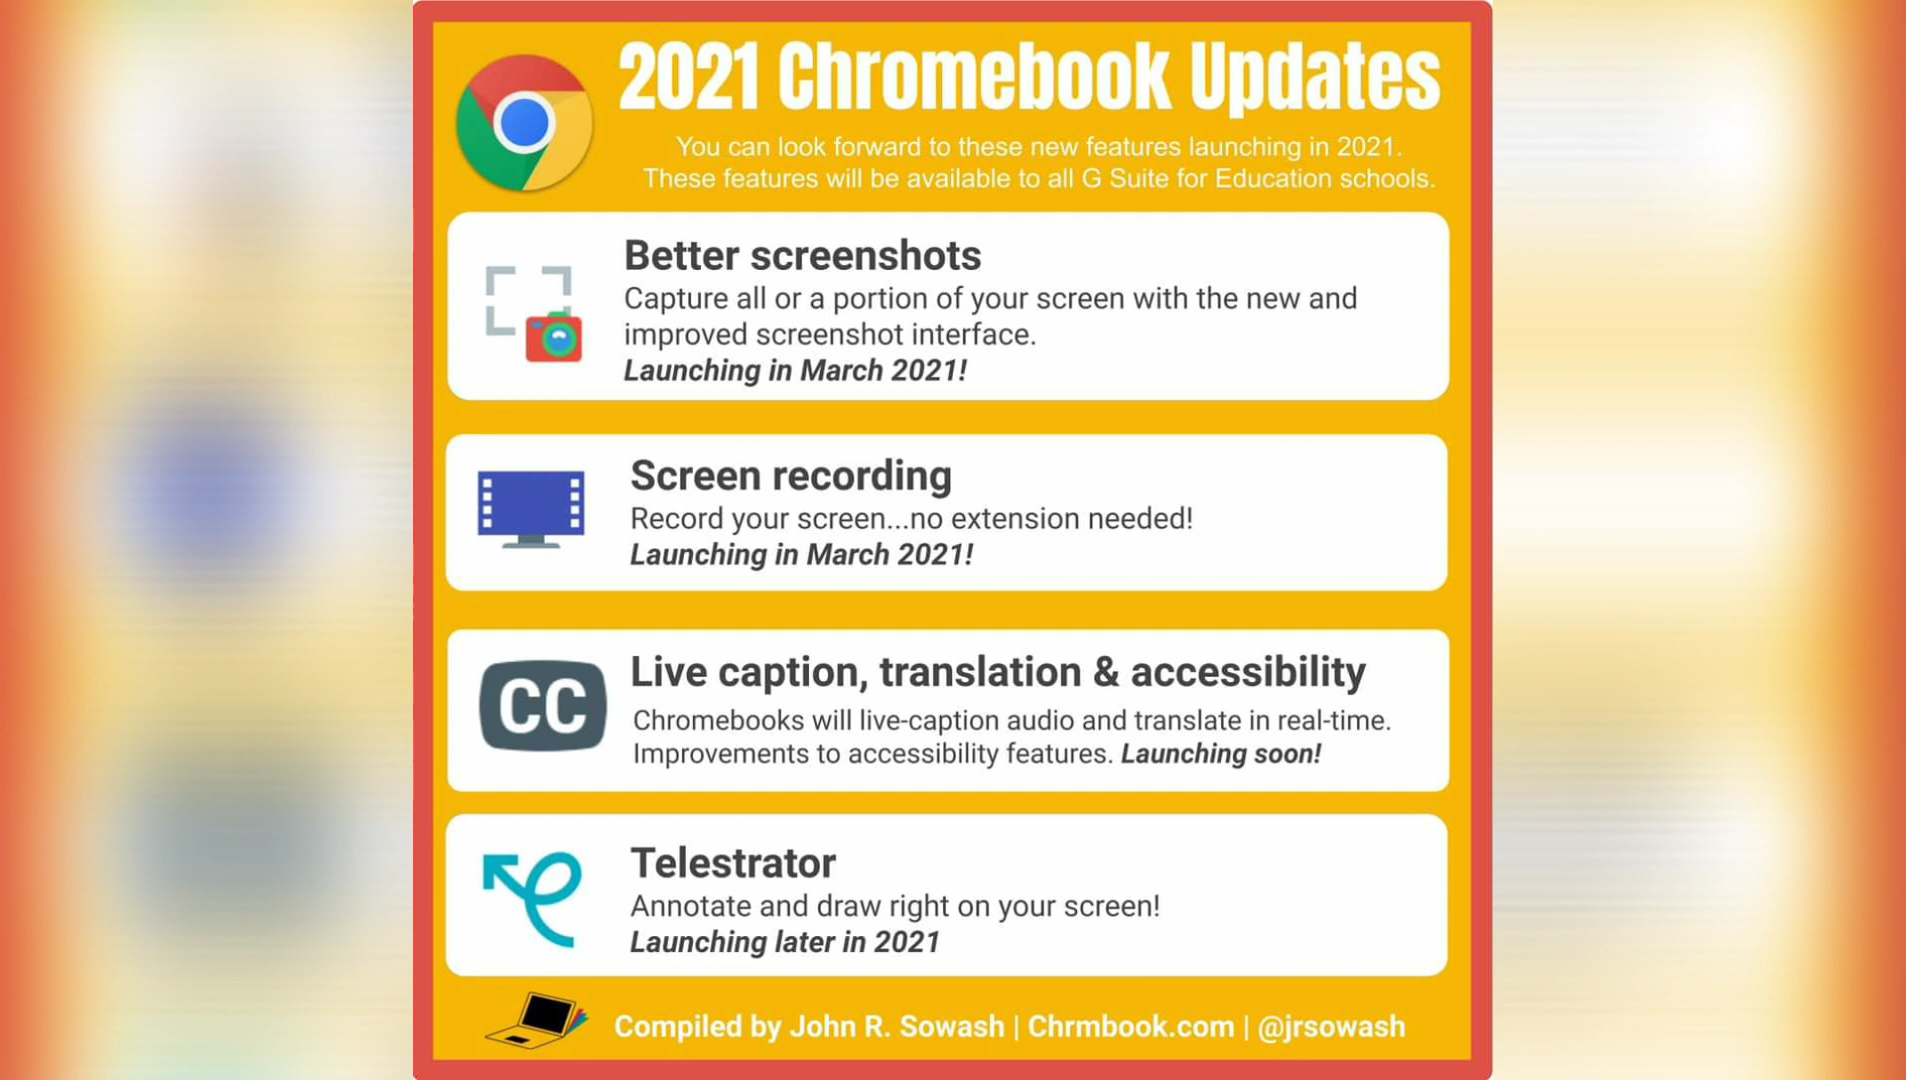 2021 Chromebook Updates
You can look forward to these new features launching in 2021.
These features will be available to all G Suite for Education schools.
Better screenshots
Capture all or a portion of your screen with the new and
improved screenshot interface.
Launching in March 2021!
Screen recording
Record your screen...no extension needed!
Launching in March 2021!
CC
Live caption, translation & accessibility
Chromebooks will live-caption audio and translate in real-time.
Improvements to accessibility features. Launching soon!
Telestrator
Annotate and draw right on your screen!
Launching later in 2021
Compiled by John R. Sowash | Chrmbook.com | @jrsowash